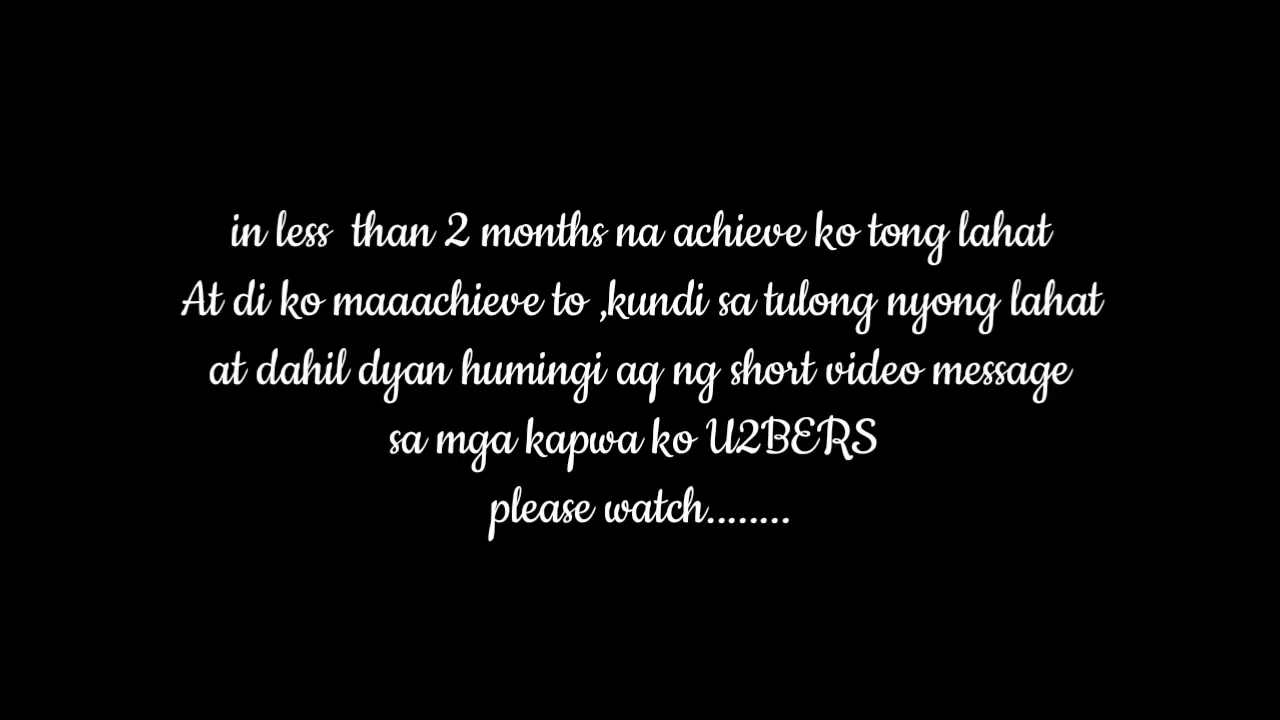 in less than 2 months na achieve ko tong lahat
At di ko maaachieve to ,kundi sa tulong nyong lahat
at dahil dyan humingi aq ng short video message
sa mga kapwa ko U2BERS
please watch........